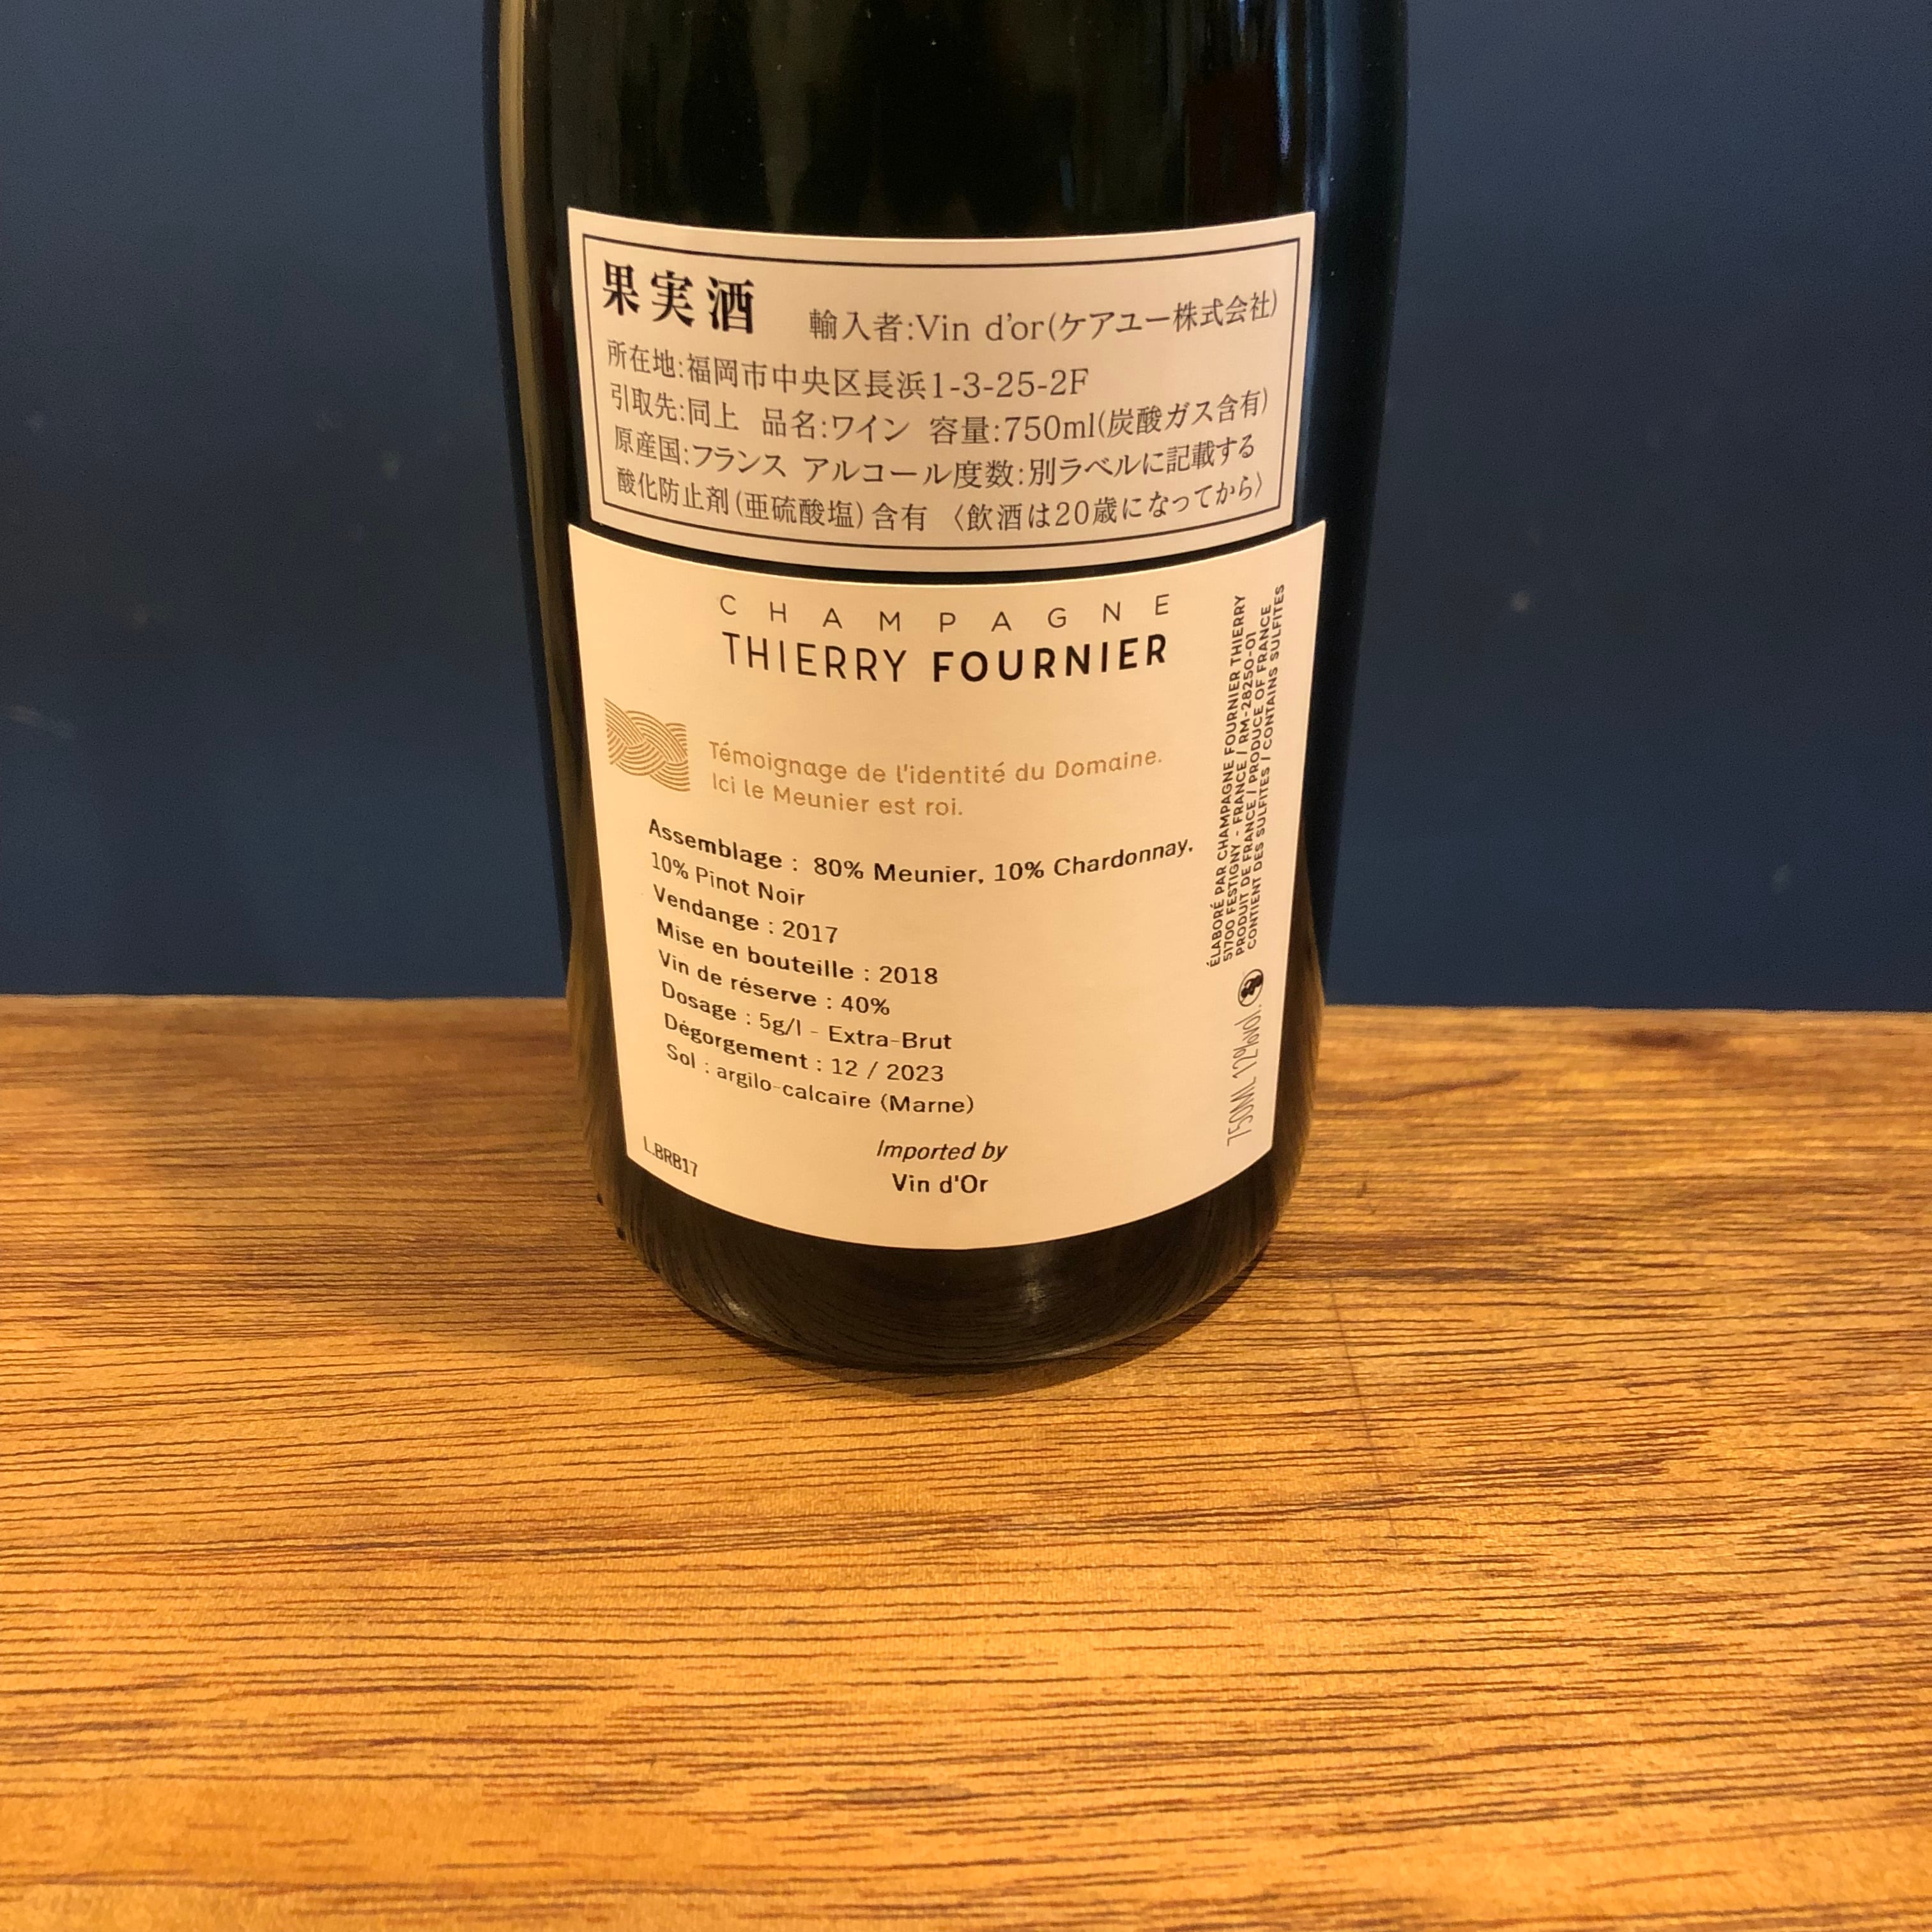 果実酒 輸入者:Vin d'or(ケアユー株式会社)
所在地:福岡市中央区長浜1-3-25-2F
引取先:同上 品名:ワイン 容量:750ml(炭酸ガス含有)
原産国:フランス アルコール度数:別ラベルに記載する
酸化防止剤(亜硫酸塩)含有 〈飲酒は20歳になってから〉
CHAMPAGNE
THIERRY FOURNIER
Témoignage de l'identité du Domaine.
Ici le Meunier est roi.
Assemblage : 80% Meunier, 10% Chardonnay,
10% Pinot Noir
Vendange : 2017
Mise en bouteille : 2018
Vin de réserve : 40%
Dosage : 5g/l - Extra-Brut
Dégorgement : 12 / 2023
Sol : argilo-calcaire (Marne)
L.BRB17
Imported by
Vin d'Or
ÉLABORÉ PAR CHAMPAGNE FOURNIER THIERRY
51700 FESTIGNY - FRANCE / RM-28250-01
PRODUIT DE FRANCE / PRODUCE OF FRANCE
CONTIENT DES SULFITES / CONTAINS SULFITES
750ML 12%vol.